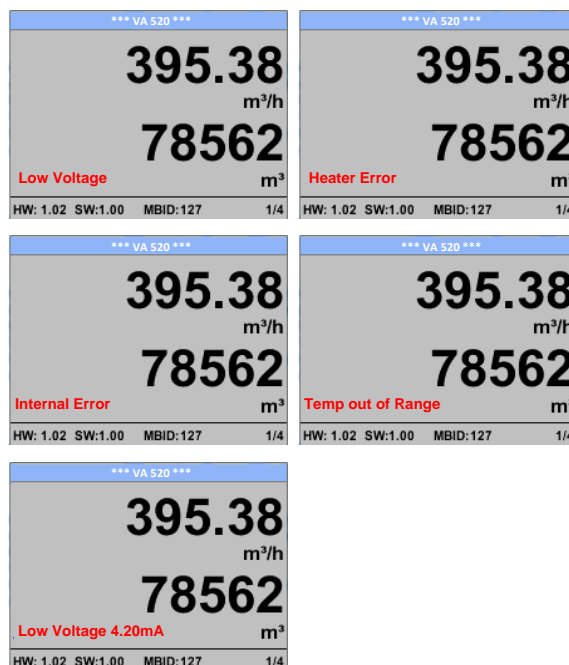 *** VA 520 ***
395.38
m³/h
78562
Low Voltage m³
HW: 1.02 SW:1.00 MBID:127 1/4
*** VA 520 ***
395.38
m³/h
78562
Heater Error m
HW: 1.02 SW:1.00 MBID:127 1/4
*** VA 520 ***
395.38
m³/h
78562
Internal Error m³
HW: 1.02 SW:1.00 MBID:127 1/4
*** VA 520 ***
395.38
m³/h
78562
Temp out of Range m
HW: 1.02 SW:1.00 MBID:127 1/4
*** VA 520 ***
395.38
m³/h
78562
Low Voltage 4.20mA m³
HW: 1.02 SW:1.00 MBID:127 1/4